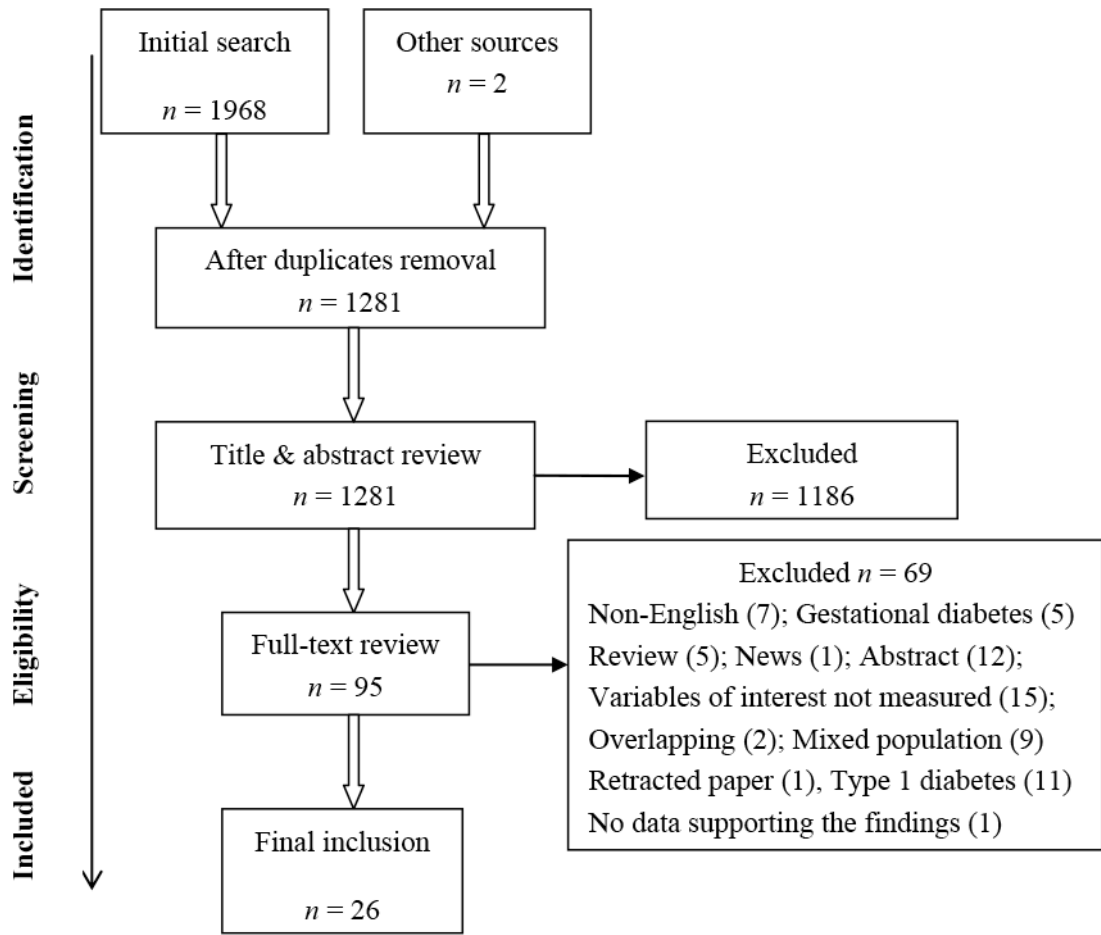 Initial search
n = 1968
Other sources
n = 2
Identification
After duplicates removal
n = 1281
Screening
Title & abstract review
n = 1281
Excluded
n = 1186
Eligibility
Full-text review
n = 95
Excluded n = 69
Non-English (7); Gestational diabetes (5)
Review (5); News (1); Abstract (12);
Variables of interest not measured (15);
Overlapping (2); Mixed population (9)
Retracted paper (1), Type 1 diabetes (11)
No data supporting the findings (1)
Included
Final inclusion
n = 26